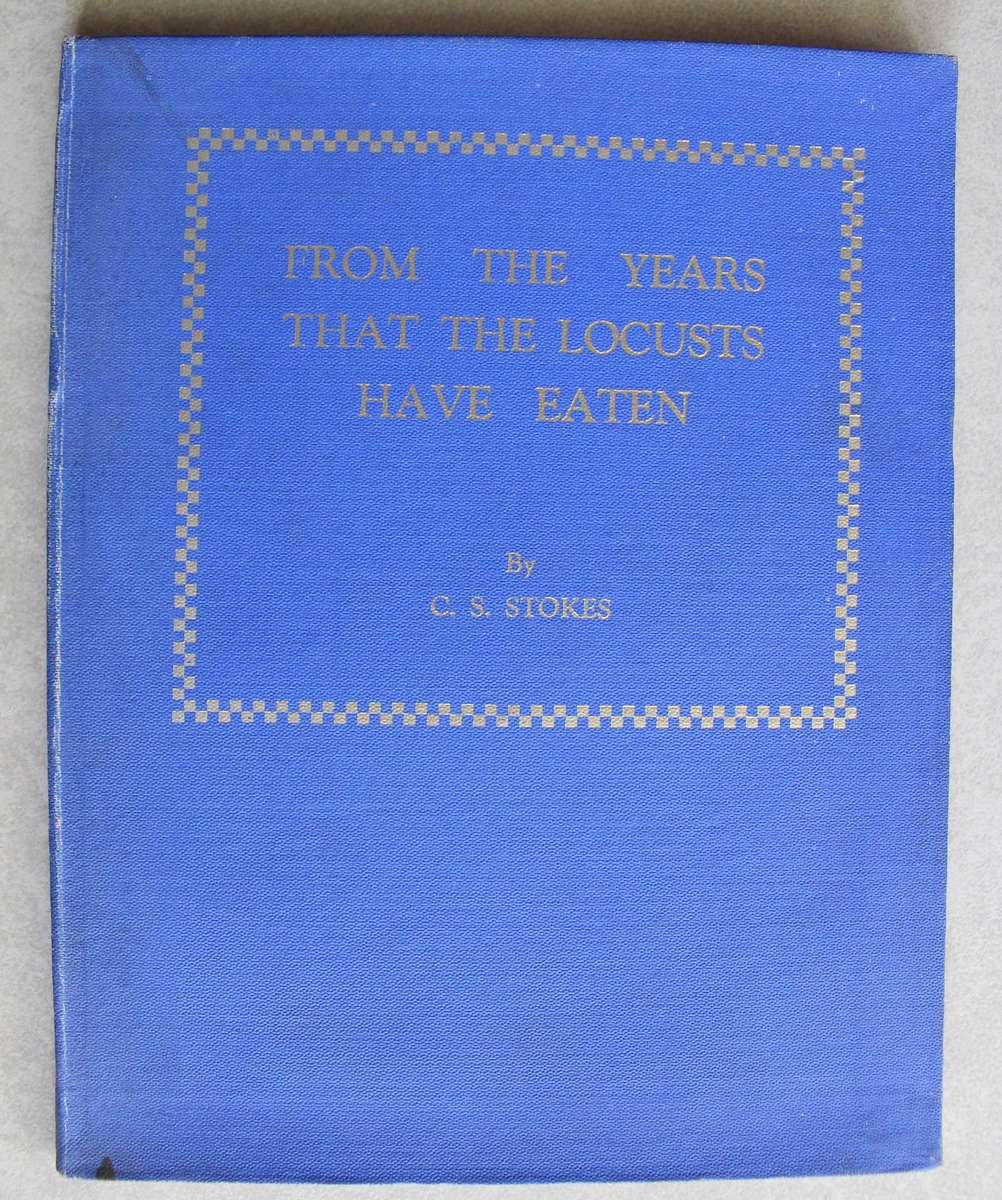 FROM THE YEARS
THAT THE LOCUSTS
HAVE EATEN
By
C. S. STOKES